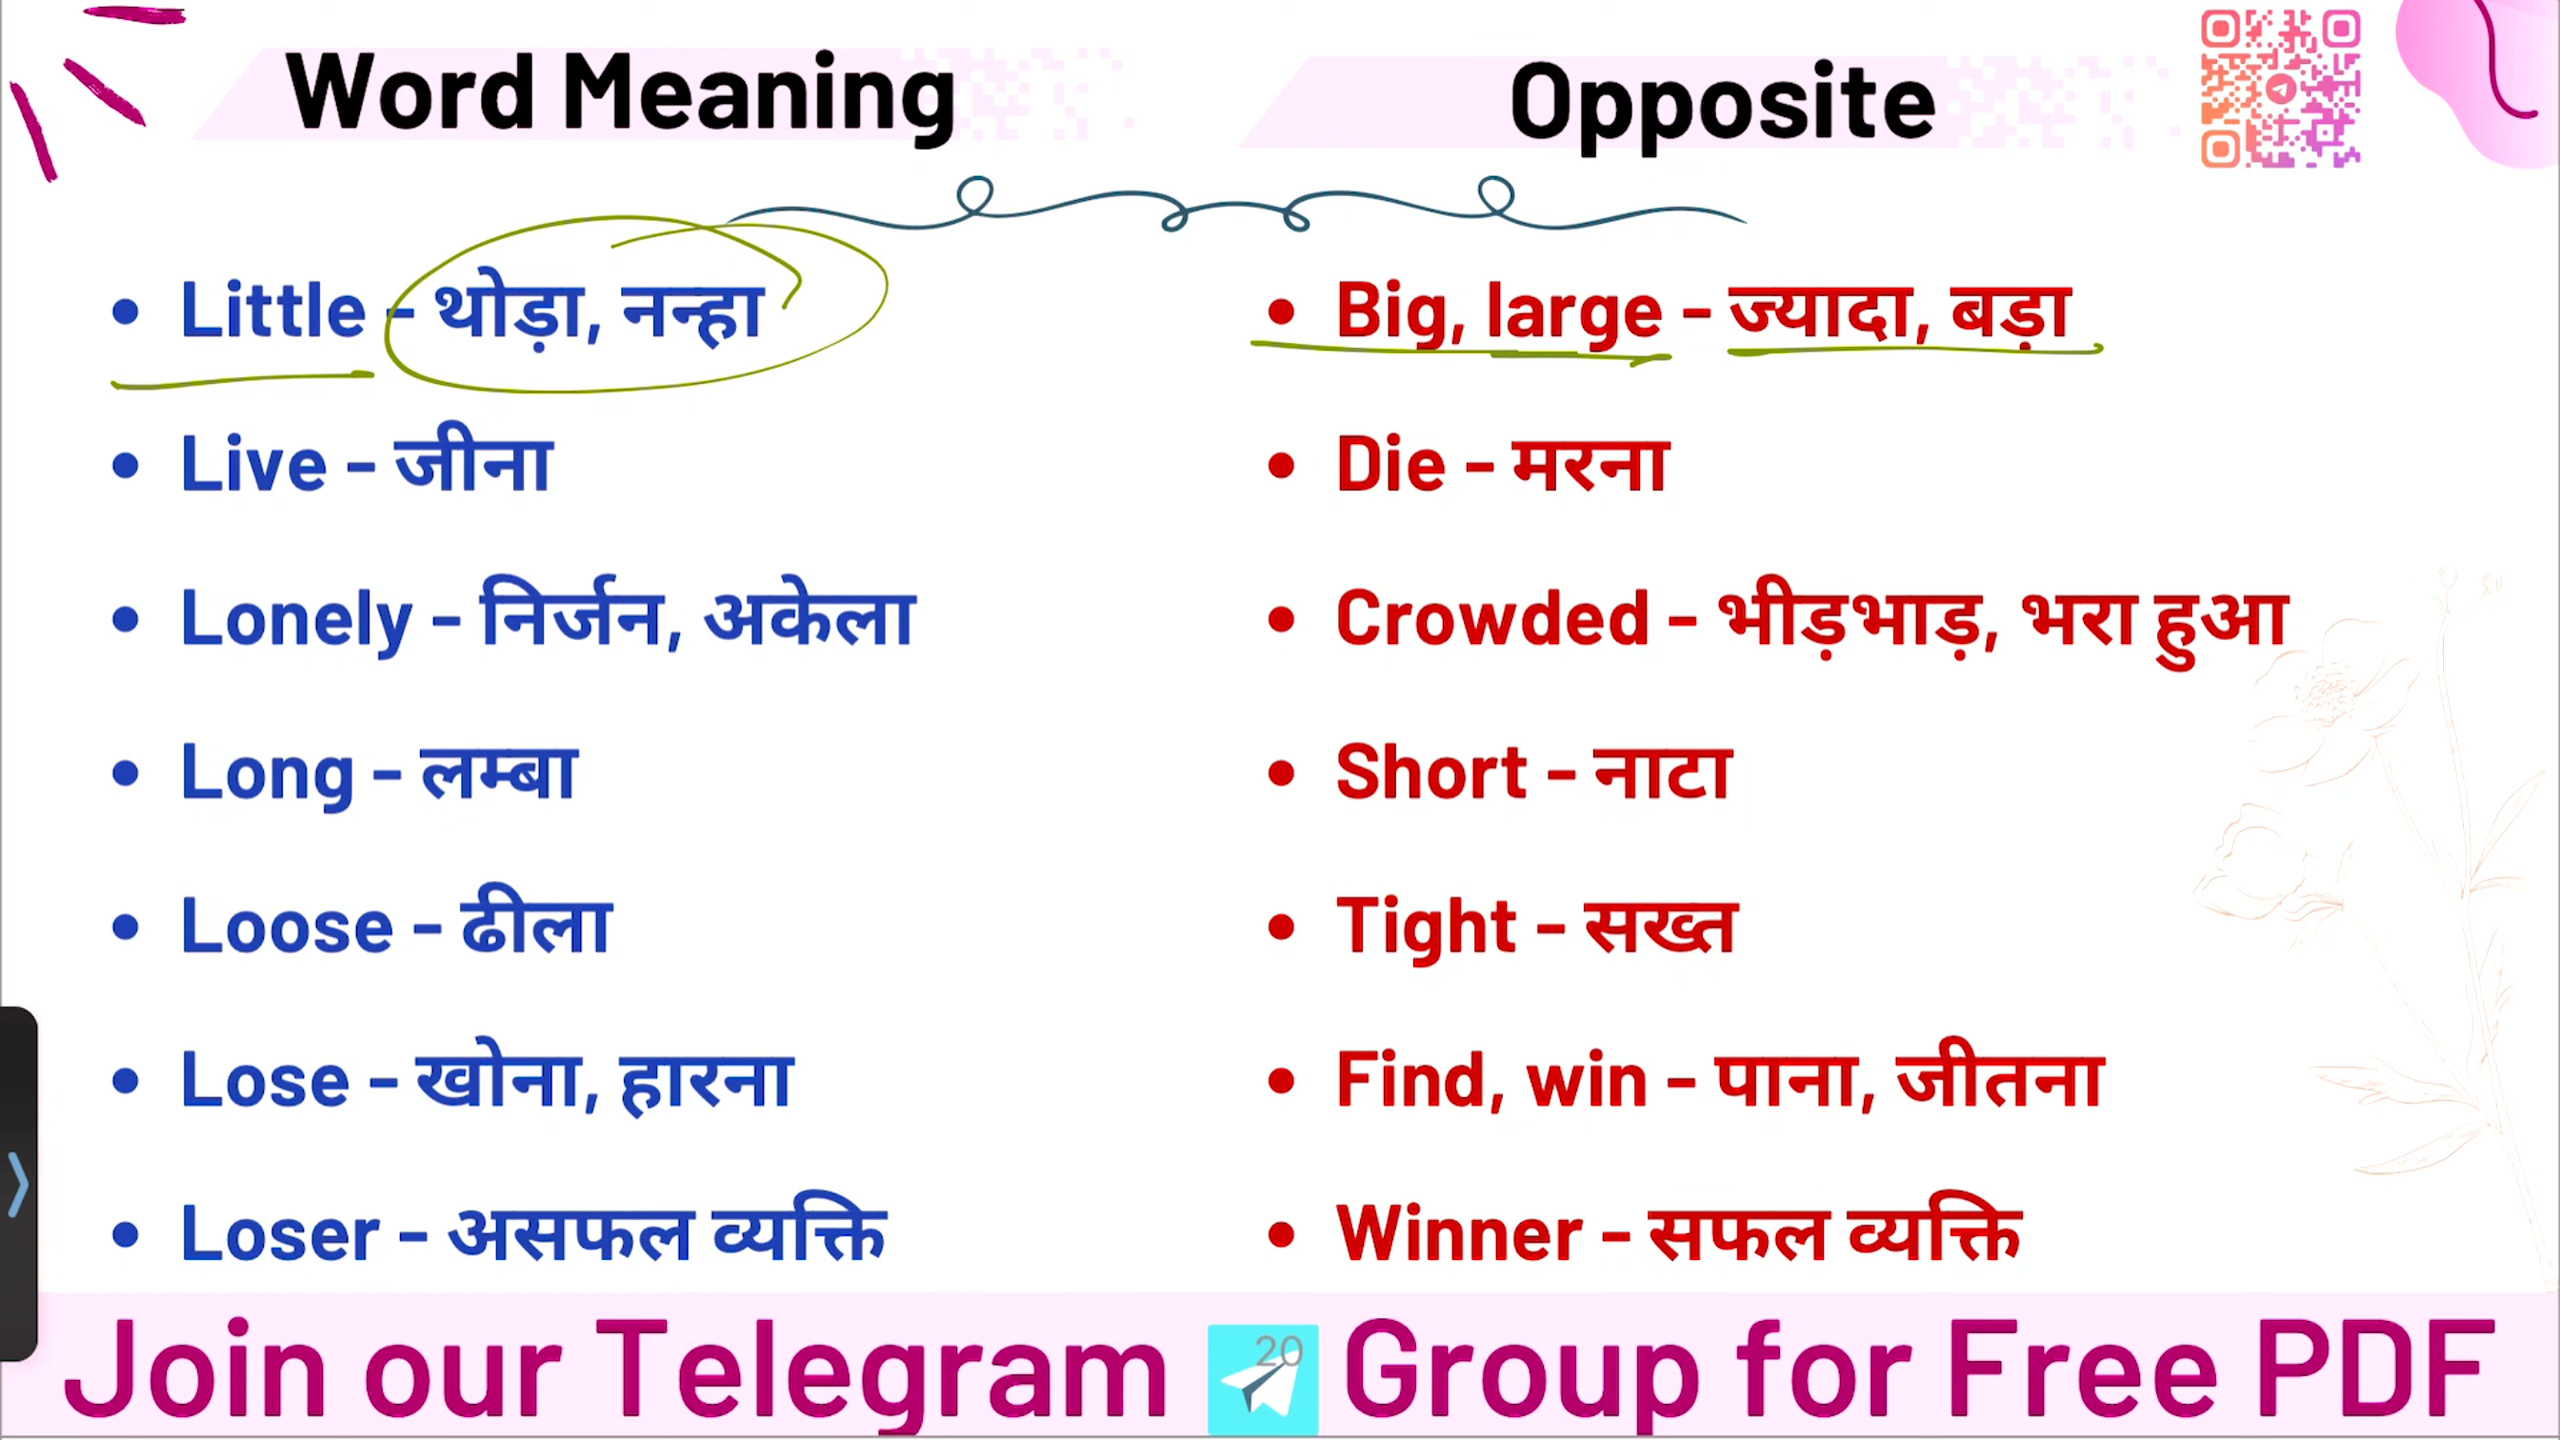 Word Meaning
Opposite
• Little - थोड़ा, नन्हा
• Big, large - ज्यादा, बड़ा
• Live - जीना
• Die - मरना
• Lonely - निर्जन, अकेला
• Crowded - भीड़भाड़, भरा हुआ
• Long - लम्बा
• Short - नाटा
• Loose - ढीला
• Tight - सख्त
• Lose - खोना, हारना
• Find, win - पाना, जीतना
• Loser - असफल व्यक्ति
• Winner - सफल व्यक्ति
Join our Telegram 20 Group for Free PDF